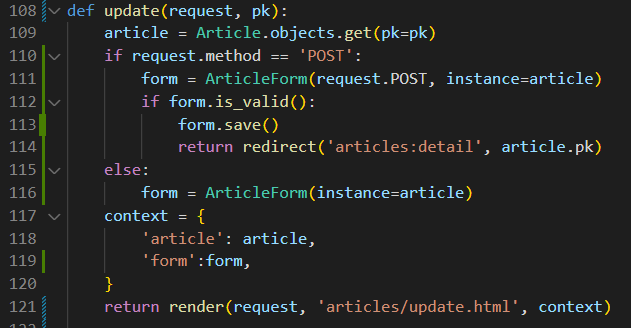 108 def update(request, pk):
109     article = Article.objects.get(pk=pk)
110     if request.method == 'POST':
111         form = ArticleForm(request.POST, instance=article)
112         if form.is_valid():
113             form.save()
114             return redirect('articles:detail', article.pk)
115     else:
116         form = ArticleForm(instance=article)
117     context = {
118         'article': article,
119         'form':form,
120     }
121     return render(request, 'articles/update.html', context)